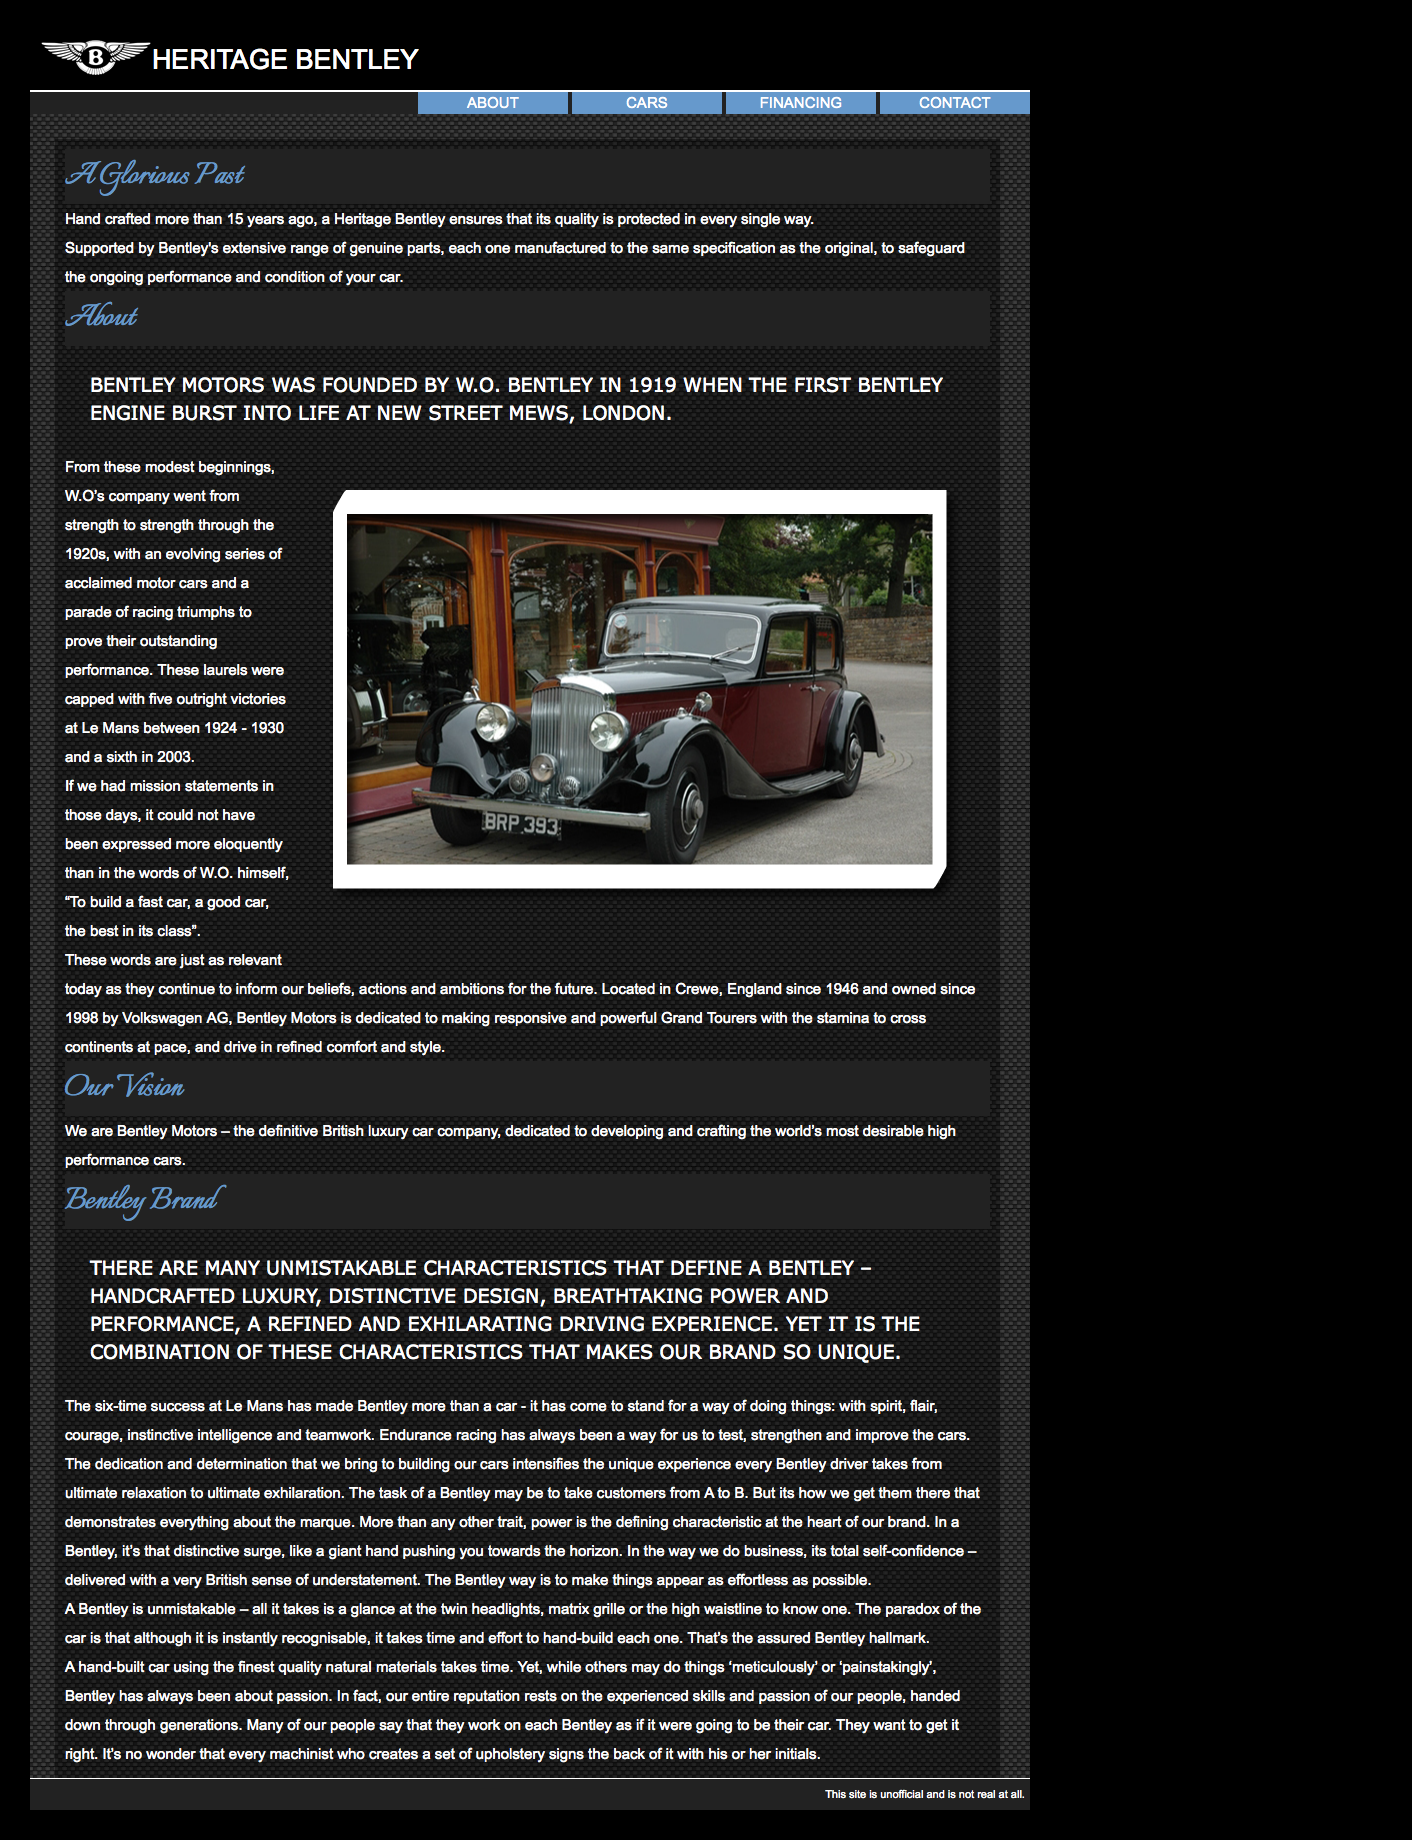 B
HERITAGE BENTLEY
ABOUT
CARS
FINANCING
CONTACT
A Glorious Past
Hand crafted more than 15 years ago, a Heritage Bentley ensures that its quality is protected in every single way.
Supported by Bentley's extensive range of genuine parts, each one manufactured to the same specification as the original, to safeguard
the ongoing performance and condition of your car.
About
BENTLEY MOTORS WAS FOUNDED BY W.O. BENTLEY IN 1919 WHEN THE FIRST BENTLEY
ENGINE BURST INTO LIFE AT NEW STREET MEWS, LONDON.
From these modest beginnings,
W.O's company went from
strength to strength through the
1920s, with an evolving series of
acclaimed motor cars and a
parade of racing triumphs to
prove their outstanding
performance. These laurels were
capped with five outright victories
at Le Mans between 1924 - 1930
and a sixth in 2003.
If we had mission statements in
those days, it could not have
been expressed more eloquently
than in the words of W.O. himself,
“To build a fast car, a good car,
the best in its class”.
These words are just as relevant
today as they continue to inform our beliefs, actions and ambitions for the future. Located in Crewe, England since 1946 and owned since
1998 by Volkswagen AG, Bentley Motors is dedicated to making responsive and powerful Grand Tourers with the stamina to cross
continents at pace, and drive in refined comfort and style.
BRP 393
Our Vision
We are Bentley Motors – the definitive British luxury car company, dedicated to developing and crafting the world's most desirable high
performance cars.
Bentley Brand
THERE ARE MANY UNMISTAKABLE CHARACTERISTICS THAT DEFINE A BENTLEY –
HANDCRAFTED LUXURY, DISTINCTIVE DESIGN, BREATHTAKING POWER AND
PERFORMANCE, A REFINED AND EXHILARATING DRIVING EXPERIENCE. YET IT IS THE
COMBINATION OF THESE CHARACTERISTICS THAT MAKES OUR BRAND SO UNIQUE.
The six-time success at Le Mans has made Bentley more than a car - it has come to stand for a way of doing things: with spirit, flair,
courage, instinctive intelligence and teamwork. Endurance racing has always been a way for us to test, strengthen and improve the cars.
The dedication and determination that we bring to building our cars intensifies the unique experience every Bentley driver takes from
ultimate relaxation to ultimate exhilaration. The task of a Bentley may be to take customers from A to B. But its how we get them there that
demonstrates everything about the marque. More than any other trait, power is the defining characteristic at the heart of our brand. In a
Bentley, it's that distinctive surge, like a giant hand pushing you towards the horizon. In the way we do business, its total self-confidence –
delivered with a very British sense of understatement. The Bentley way is to make things appear as effortless as possible.
A Bentley is unmistakable – all it takes is a glance at the twin headlights, matrix grille or the high waistline to know one. The paradox of the
car is that although it is instantly recognisable, it takes time and effort to hand-build each one. That's the assured Bentley hallmark.
A hand-built car using the finest quality natural materials takes time. Yet, while others may do things ‘meticulously’ or ‘painstakingly’,
Bentley has always been about passion. In fact, our entire reputation rests on the experienced skills and passion of our people, handed
down through generations. Many of our people say that they work on each Bentley as if it were going to be their car. They want to get it
right. It's no wonder that every machinist who creates a set of upholstery signs the back of it with his or her initials.
This site is unofficial and is not real at all.